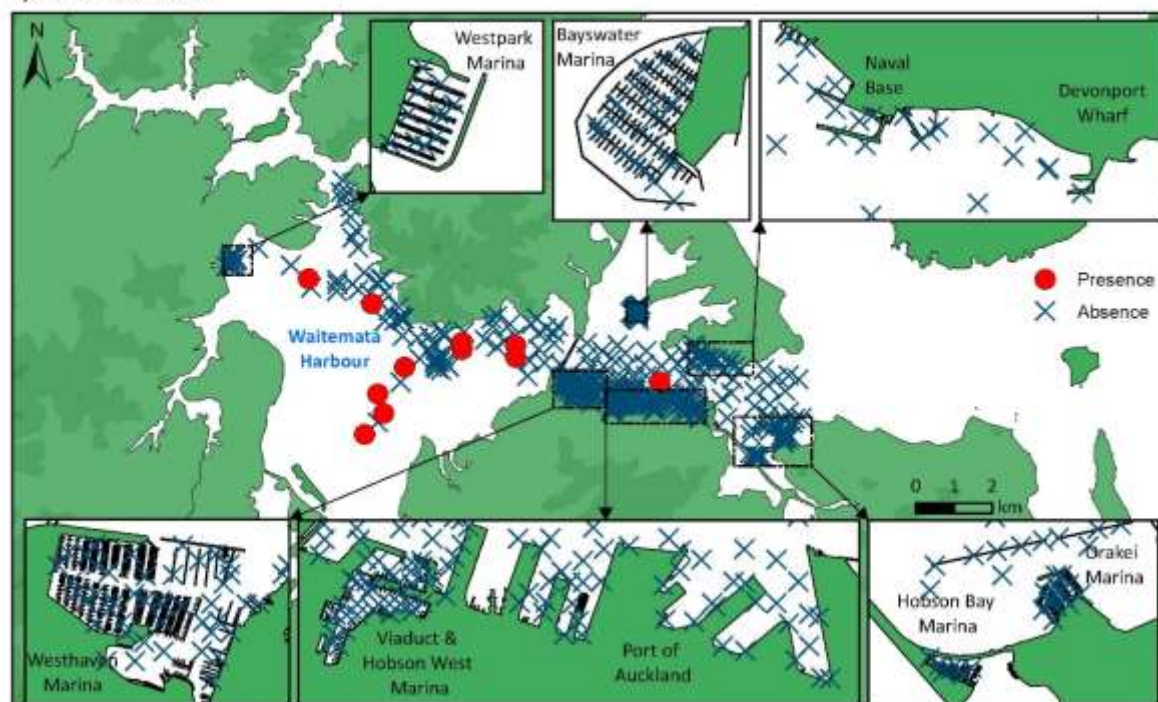 N
Westpark
Marina
Bayswater
Marina
Naval
Base
Devonport
Wharf
Presence
Absence
Waitematā
Harbour
0 1 2
km
Westhaven
Marina
Viaduct &
Hobson West
Marina
Port of
Auckland
Orakei
Marina
Hobson Bay
Marina